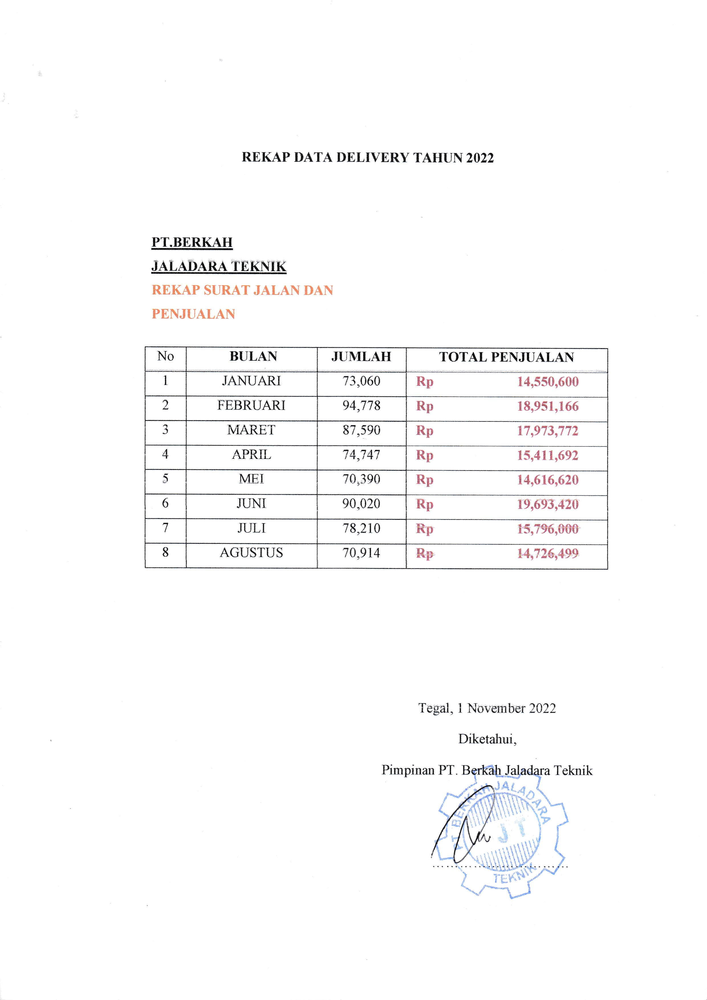 REKAP DATA DELIVERY TAHUN 2022
PT.BERKAH
JALADARA TEKNIK
REKAP SURAT JALAN DAN
PENJUALAN
No BULAN JUMLAH TOTAL PENJUALAN
1 JANUARI 73,060 Rp 14,550,600
2 FEBRUARI 94,778 Rp 18,951,166
3 MARET 87,590 Rp 17,973,772
4 APRIL 74,747 Rp 15,411,692
5 MEI 70,390 Rp 14,616,620
6 JUNI 90,020 Rp 19,693,420
7 JULI 78,210 Rp 15,796,000
8 AGUSTUS 70,914 Rp 14,726,499
Tegal, 1 November 2022
Diketahui,
Pimpinan PT. Berkah Jaladara Teknik
PT BERKAH JALADARA
JT
TEKNIK